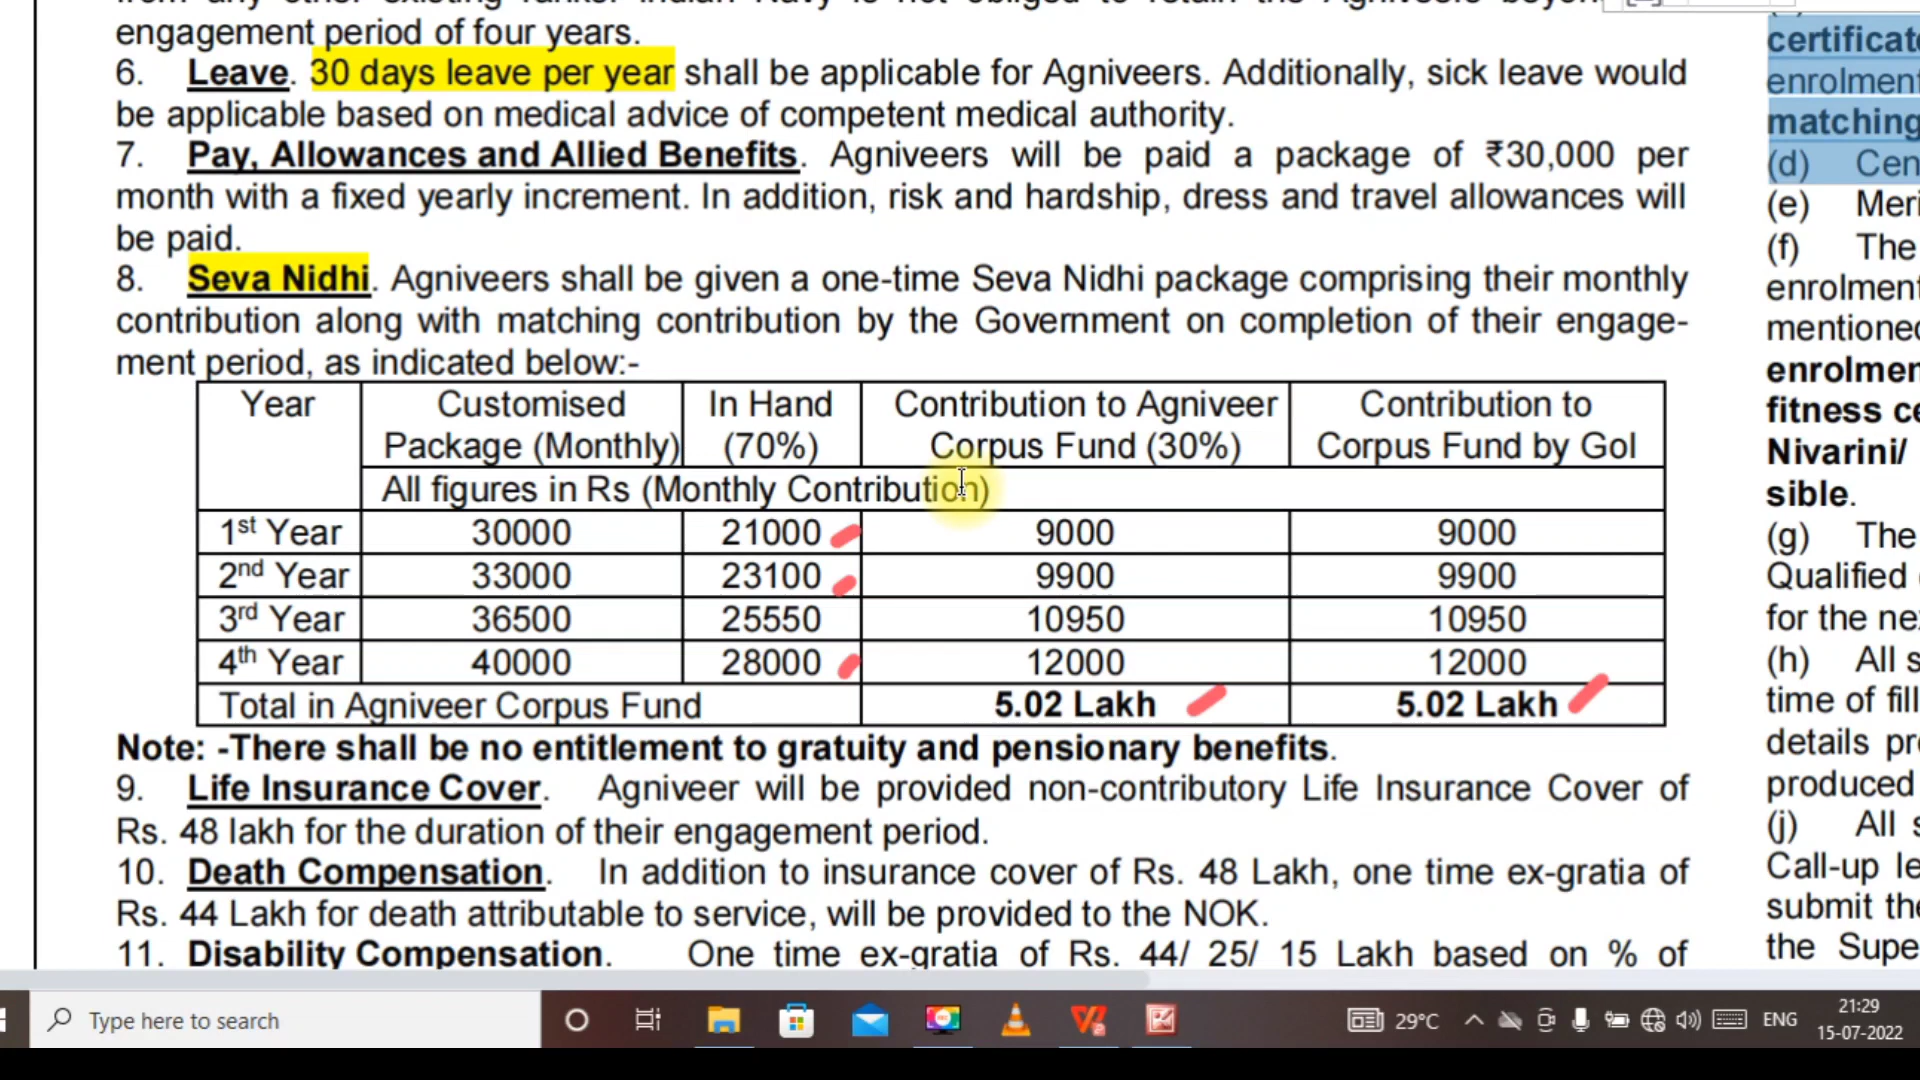 engagement period of four years.
6. Leave. 30 days leave per year shall be applicable for Agniveers. Additionally, sick leave would
be applicable based on medical advice of competent medical authority.
7. Pay, Allowances and Allied Benefits. Agniveers will be paid a package of ₹30,000 per
month with a fixed yearly increment. In addition, risk and hardship, dress and travel allowances will
be paid.
8. Seva Nidhi. Agniveers shall be given a one-time Seva Nidhi package comprising their monthly
contribution along with matching contribution by the Government on completion of their engage-
ment period, as indicated below:-
Year Customised Package (Monthly) In Hand (70%) Contribution to Agniveer Corpus Fund (30%) Contribution to Corpus Fund by GoI
All figures in Rs (Monthly Contribution)
1st Year 30000 21000 9000 9000
2nd Year 33000 23100 9900 9900
3rd Year 36500 25550 10950 10950
4th Year 40000 28000 12000 12000
Total in Agniveer Corpus Fund 5.02 Lakh 5.02 Lakh
Note: -There shall be no entitlement to gratuity and pensionary benefits.
9. Life Insurance Cover. Agniveer will be provided non-contributory Life Insurance Cover of
Rs. 48 lakh for the duration of their engagement period.
10. Death Compensation. In addition to insurance cover of Rs. 48 Lakh, one time ex-gratia of
Rs. 44 Lakh for death attributable to service, will be provided to the NOK.
11. Disability Compensation. One time ex-gratia of Rs. 44/ 25/ 15 Lakh based on % of
certificate
enrolment
matching
(d) Cen
(e) Meri
(f) The
enrolment
mentioned
enrolmen
fitness ce
Nivarini/
sible.
(g) The
Qualified
for the ne
(h) All s
time of fill
details pr
produced
(j) All s
Call-up le
submit the
the Supe
Type here to search
29°C
ENG
21:29
15-07-2022